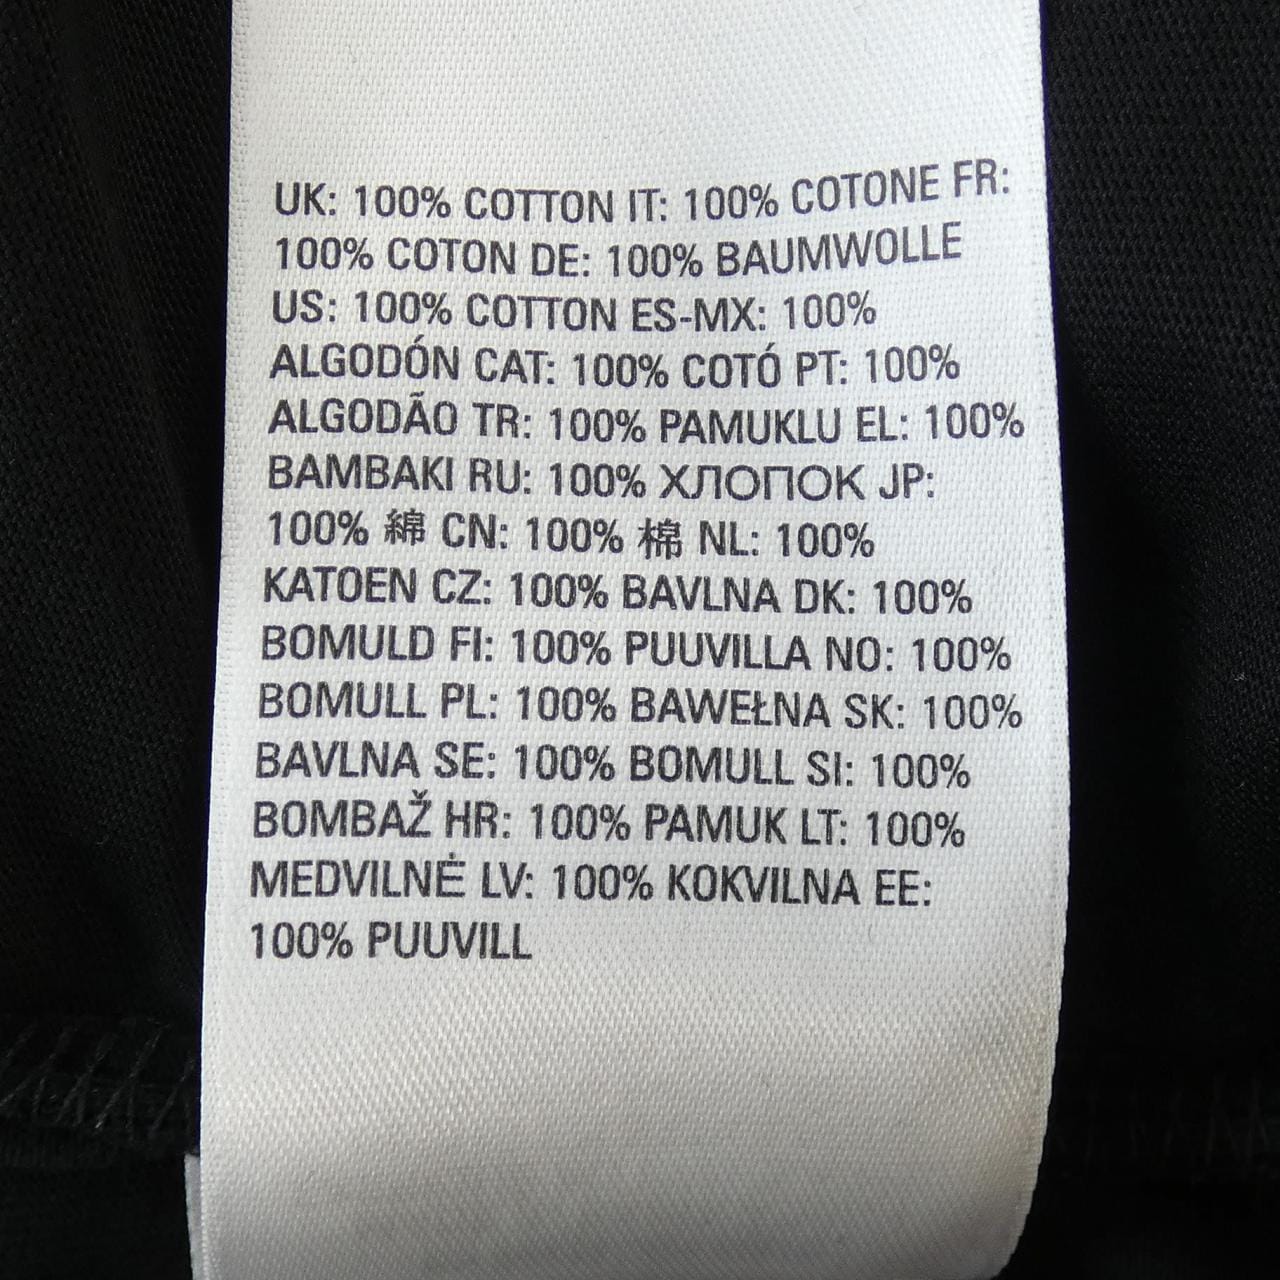 UK: 100% COTTON IT: 100% COTONE FR:
100% COTON DE: 100% BAUMWOLLE
US: 100% COTTON ES-MX: 100%
ALGODÓN CAT: 100% COTÓ PT: 100%
ALGODÃO TR: 100% PAMUKLU EL: 100%
BAMBAKI RU: 100% ХЛОПОК JP:
100% 綿 CN: 100% 棉 NL: 100%
KATOEN CZ: 100% BAVLNA DK: 100%
BOMULD FI: 100% PUUVILLA NO: 100%
BOMULL PL: 100% BAWEŁNA SK: 100%
BAVLNA SE: 100% BOMULL SI: 100%
BOMBAŽ HR: 100% PAMUK LT: 100%
MEDVILNĖ LV: 100% KOKVILNA EE:
100% PUUVILL